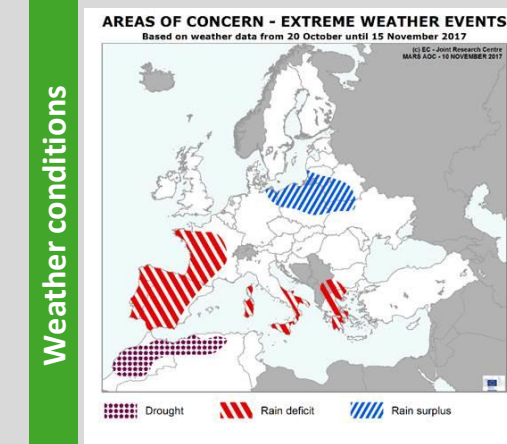 Weather conditions
AREAS OF CONCERN - EXTREME WEATHER EVENTS
Based on weather data from 20 October until 15 November 2017
(c) EC - Joint Research Centre
MARS AOC - 10 NOVEMBER 2017
Drought
Rain deficit
Rain surplus